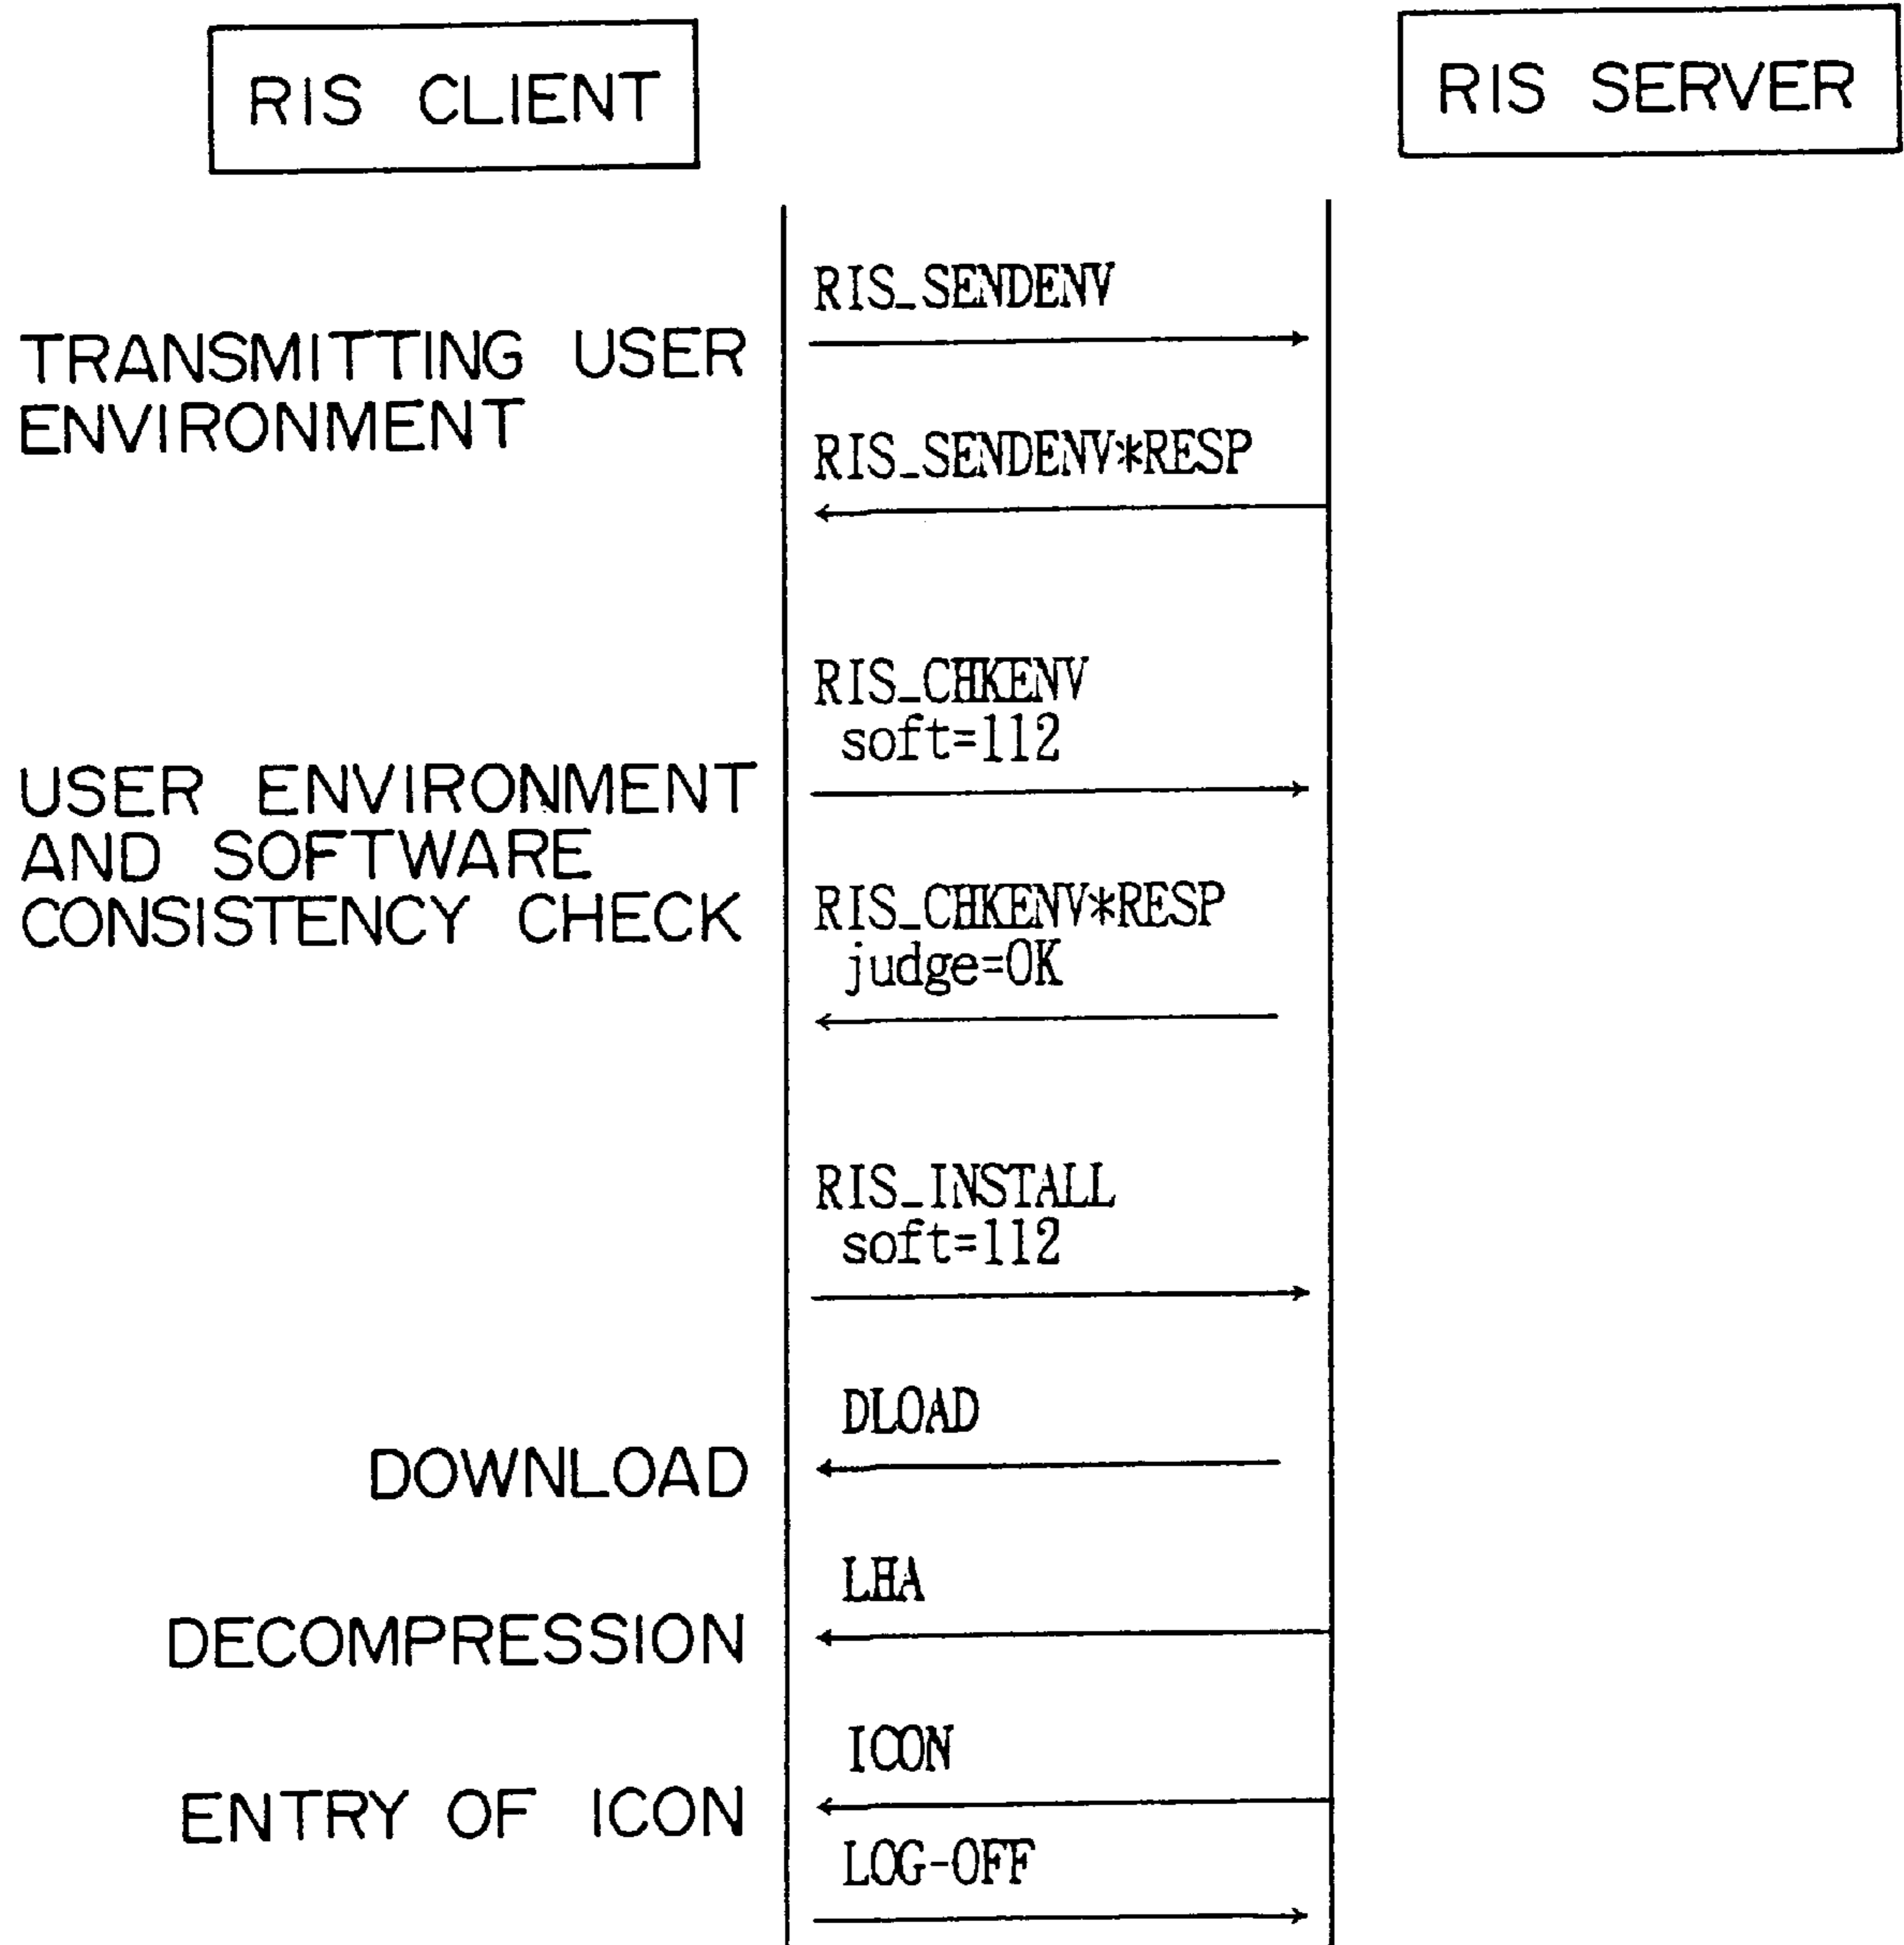 RIS CLIENT
RIS SERVER
RIS_SENDENV
TRANSMITTING USER
ENVIRONMENT
RIS_SENDENV*RESP
RIS_CHKENV
soft=112
USER ENVIRONMENT
AND SOFTWARE
CONSISTENCY CHECK
RIS_CHKENV*RESP
judge=OK
RIS_INSTALL
soft=112
DLOAD
DOWNLOAD
LHA
DECOMPRESSION
ICON
ENTRY OF ICON
LOG-OFF